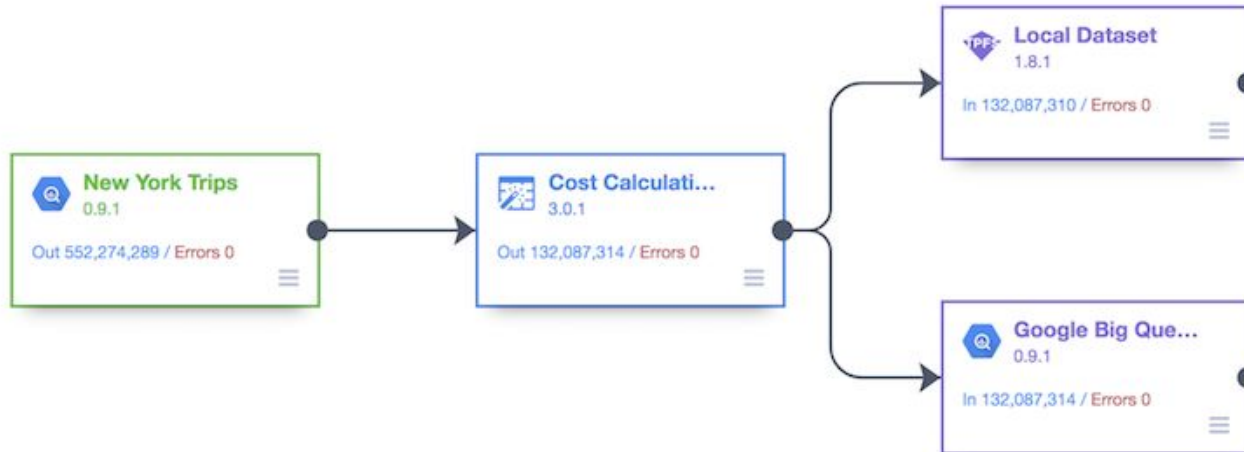 New York Trips
0.9.1
Out 552,274,289 / Errors 0
Cost Calculati...
3.0.1
Out 132,087,314 / Errors 0
TPFS
Local Dataset
1.8.1
In 132,087,310 / Errors 0
Google Big Que...
0.9.1
In 132,087,314 / Errors 0